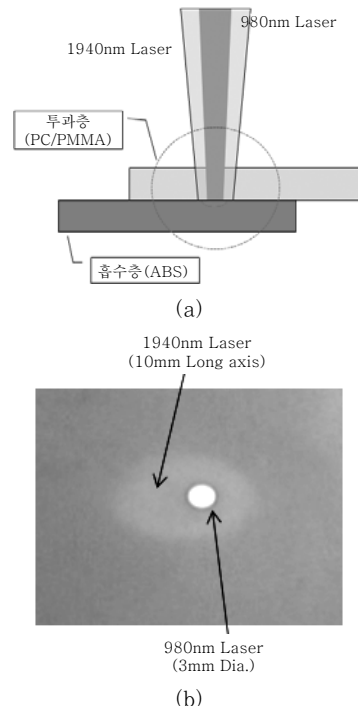 1940nm Laser
980nm Laser
투과층
(PC/PMMA)
흡수층(ABS)
(a)
1940nm Laser
(10mm Long axis)
980nm Laser
(3mm Dia.)
(b)